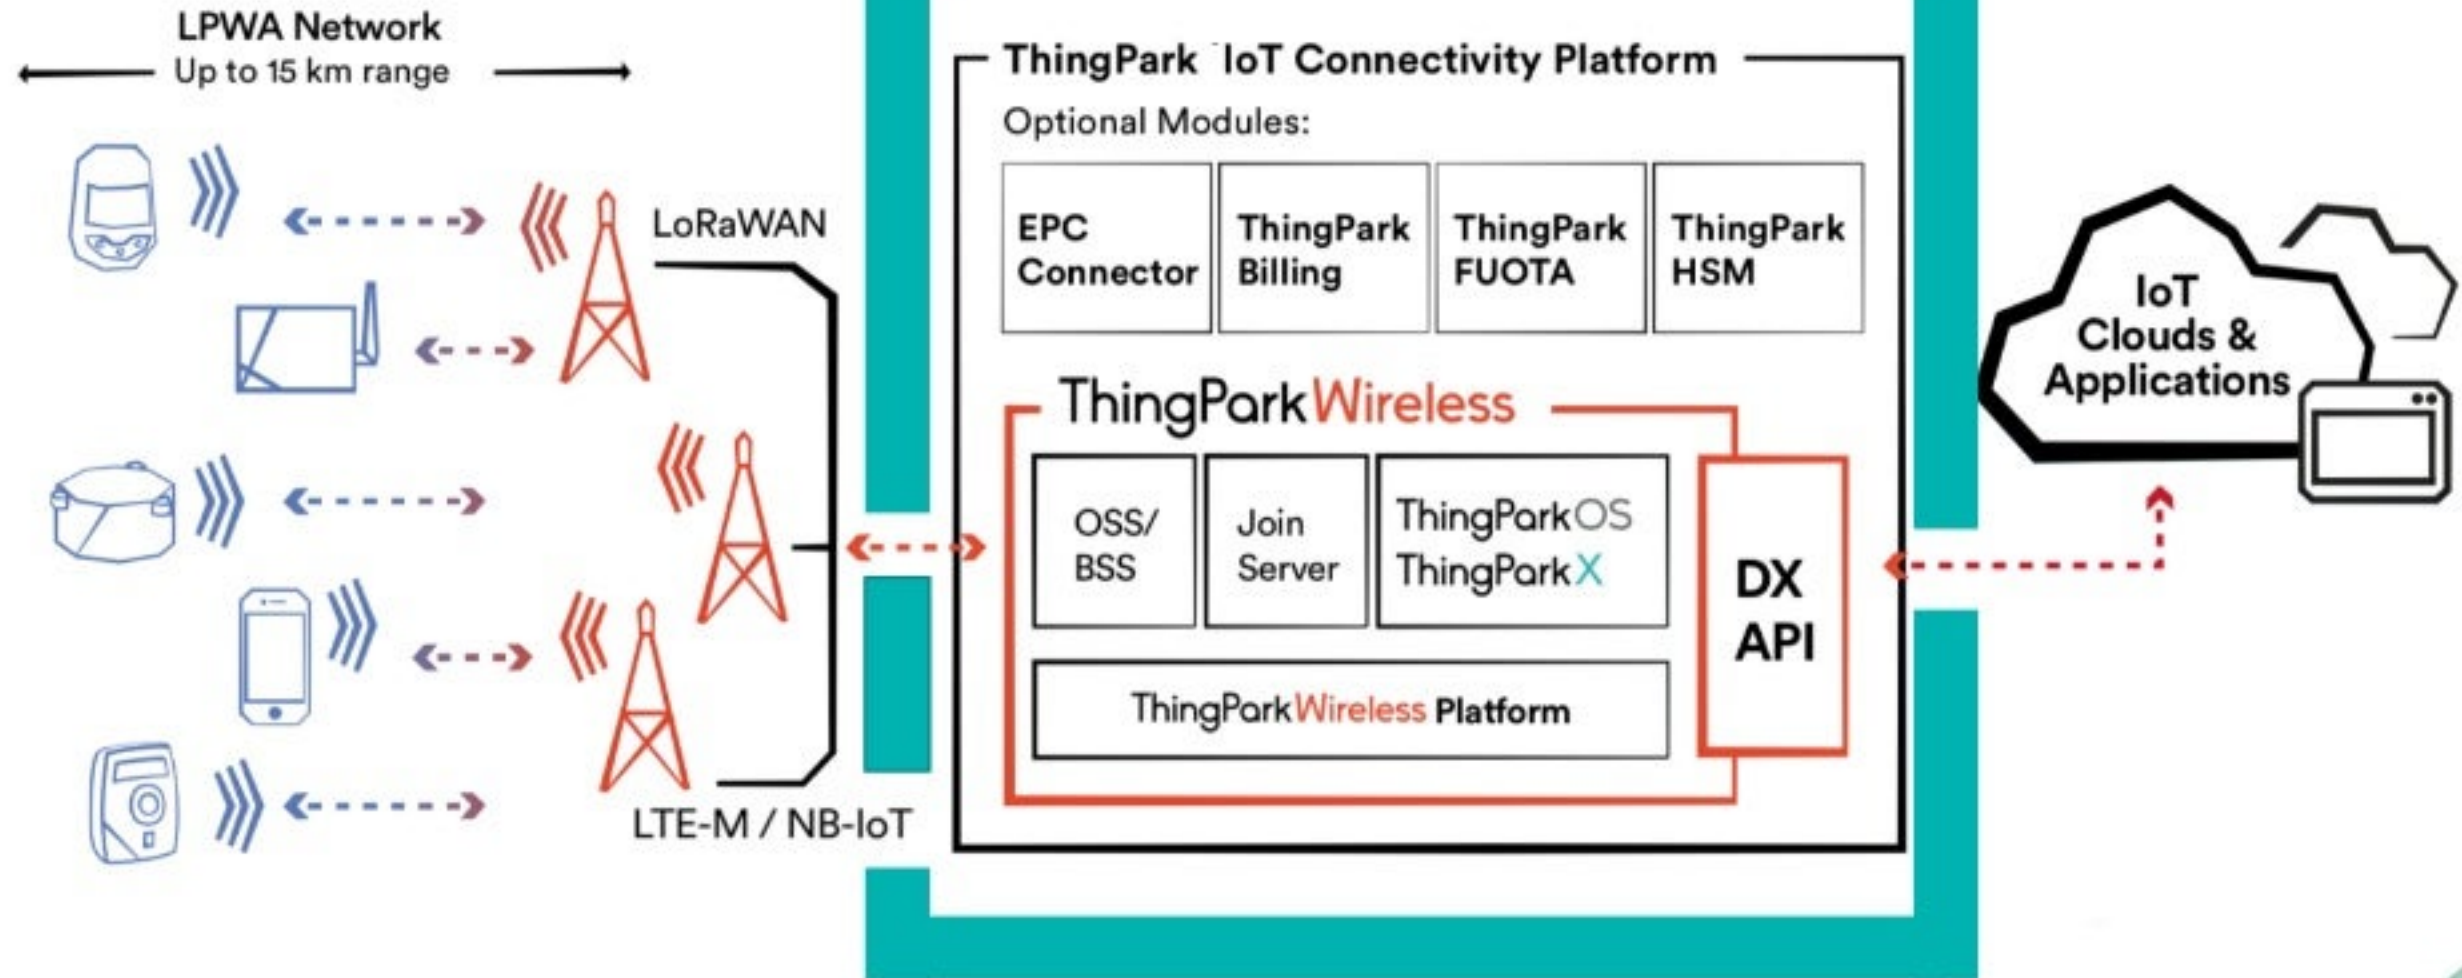 LPWA Network
Up to 15 km range
LoRaWAN
LTE-M / NB-IoT
ThingPark IoT Connectivity Platform
Optional Modules:
EPC
Connector
ThingPark
Billing
ThingPark
FUOTA
ThingPark
HSM
ThingParkWireless
OSS/
BSS
Join
Server
ThingParkOS
ThingParkX
DX
API
ThingParkWireless Platform
IoT
Clouds &
Applications